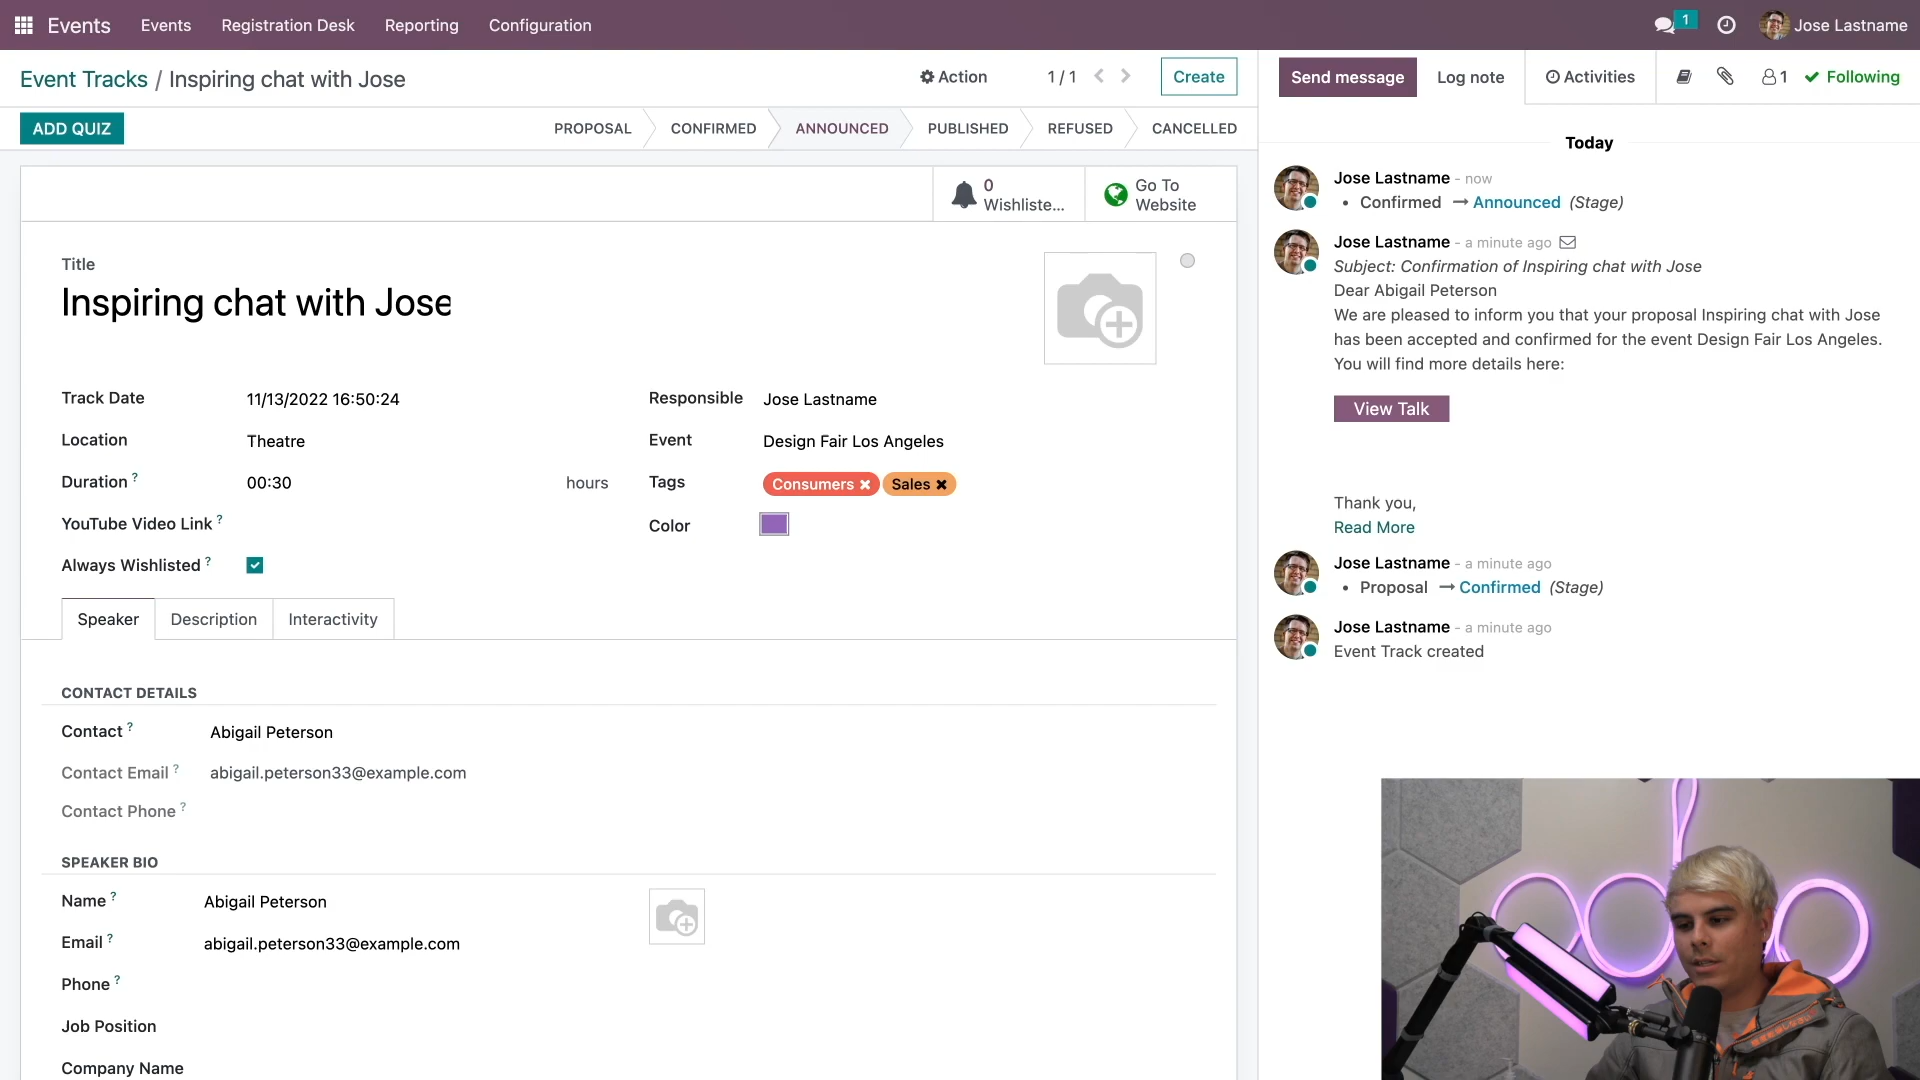 Events Events Registration Desk Reporting Configuration 1 Jose Lastname
Event Tracks / Inspiring chat with Jose Action 1 / 1 Create
ADD QUIZ PROPOSAL CONFIRMED ANNOUNCED PUBLISHED REFUSED CANCELLED
0
Wishliste...
Go To
Website
Title
Inspiring chat with Jose
Track Date 11/13/2022 16:50:24
Location Theatre
Duration ? 00:30 hours
YouTube Video Link ?
Always Wishlisted ?
Responsible Jose Lastname
Event Design Fair Los Angeles
Tags Consumers Sales
Color
Speaker Description Interactivity
CONTACT DETAILS
Contact ? Abigail Peterson
Contact Email ? abigail.peterson33@example.com
Contact Phone ?
SPEAKER BIO
Name ? Abigail Peterson
Email ? abigail.peterson33@example.com
Phone ?
Job Position
Company Name
Send message Log note Activities 1 Following
Today
Jose Lastname - now
• Confirmed → Announced (Stage)
Jose Lastname - a minute ago
Subject: Confirmation of Inspiring chat with Jose
Dear Abigail Peterson
We are pleased to inform you that your proposal Inspiring chat with Jose
has been accepted and confirmed for the event Design Fair Los Angeles.
You will find more details here:
View Talk
Thank you,
Read More
Jose Lastname - a minute ago
• Proposal → Confirmed (Stage)
Jose Lastname - a minute ago
Event Track created